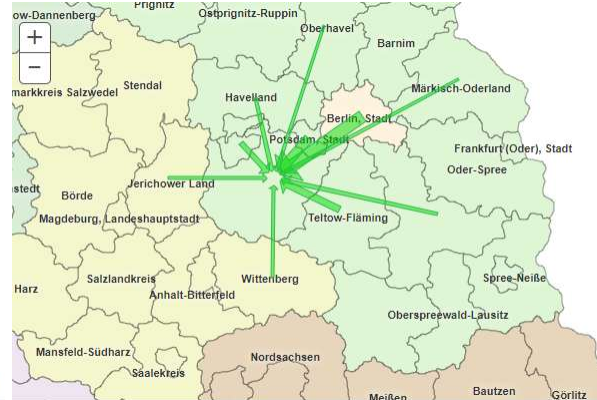 Prignitz
ow-Dannenberg
Ostprignitz-Ruppin
Oberhavel
+
Barnim
−
Stendal
Märkisch-Oderland
markkreis Salzwedel
Havelland
Berlin, Stadt
Potsdam, Stadt
Frankfurt (Oder), Stadt
Oder-Spree
Jerichower Land
nstedt
Börde
Magdeburg, Landeshauptstadt
Teltow-Fläming
Salzlandkreis
Wittenberg
Spree-Neiße
Harz
Anhalt-Bitterfeld
Oberspreewald-Lausitz
Mansfeld-Südharz
Nordsachsen
Saalekreis
Meißen
Bautzen
Görlitz